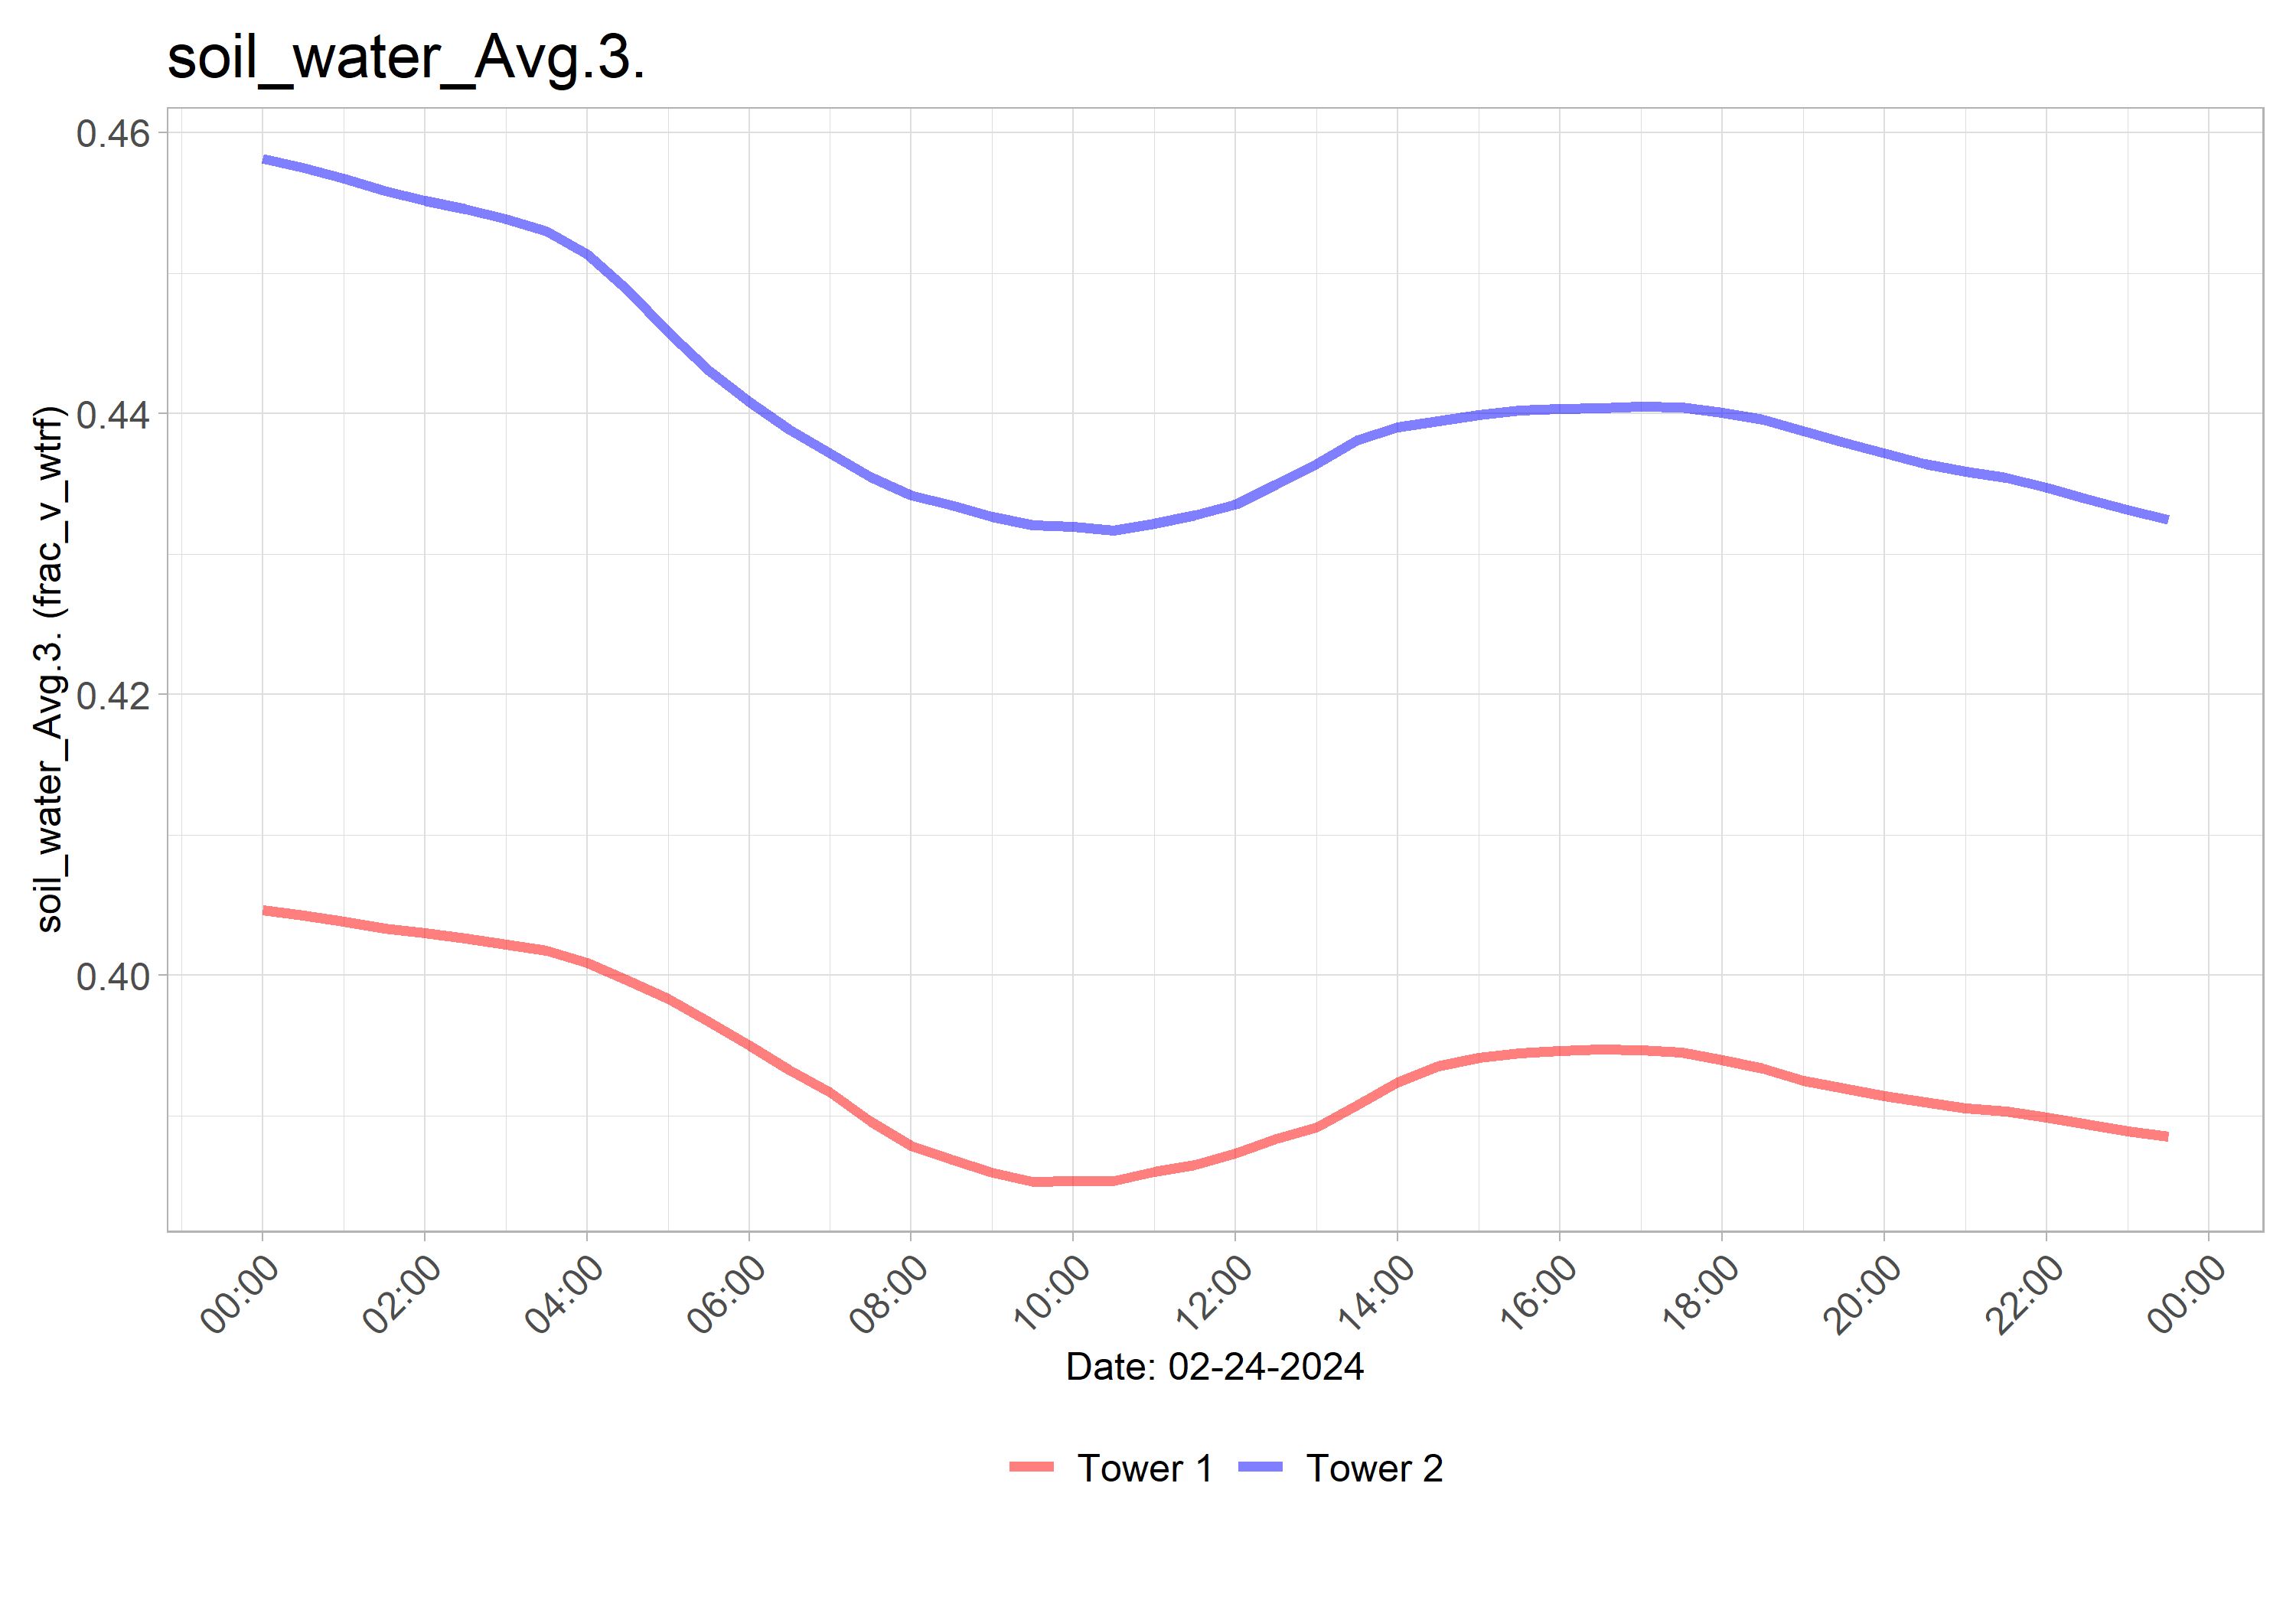 soil_water_Avg.3.
soil_water_Avg.3. (frac_v_wtrf)
0.46
0.44
0.42
0.40
00:00 02:00 04:00 06:00 08:00 10:00 12:00 14:00 16:00 18:00 20:00 22:00 00:00
Date: 02-24-2024
Tower 1 Tower 2